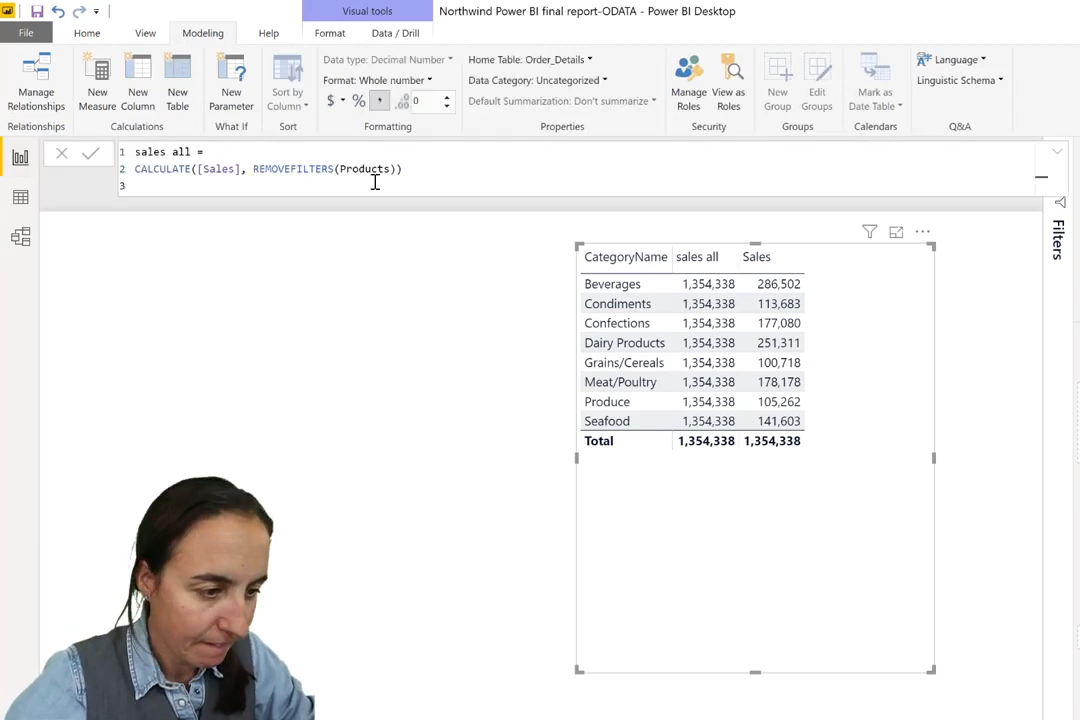 Visual tools
Northwind Power BI final report-ODATA - Power BI Desktop
File Home View Modeling Help Format Data / Drill
Manage Relationships
Relationships
New Measure
New Column
New Table
Calculations
New Parameter
What If
Sort by Column
Sort
Data type: Decimal Number
Format: Whole number
$ % , .00 0
Formatting
Home Table: Order_Details
Data Category: Uncategorized
Default Summarization: Don't summarize
Properties
Manage Roles
View as Roles
Security
New Group
Edit Groups
Groups
Mark as Date Table
Calendars
Language
Linguistic Schema
Q&A
1 sales all =
2 CALCULATE([Sales], REMOVEFILTERS(Products))
3
Filters
CategoryName sales all Sales
Beverages 1,354,338 286,502
Condiments 1,354,338 113,683
Confections 1,354,338 177,080
Dairy Products 1,354,338 251,311
Grains/Cereals 1,354,338 100,718
Meat/Poultry 1,354,338 178,178
Produce 1,354,338 105,262
Seafood 1,354,338 141,603
Total 1,354,338 1,354,338